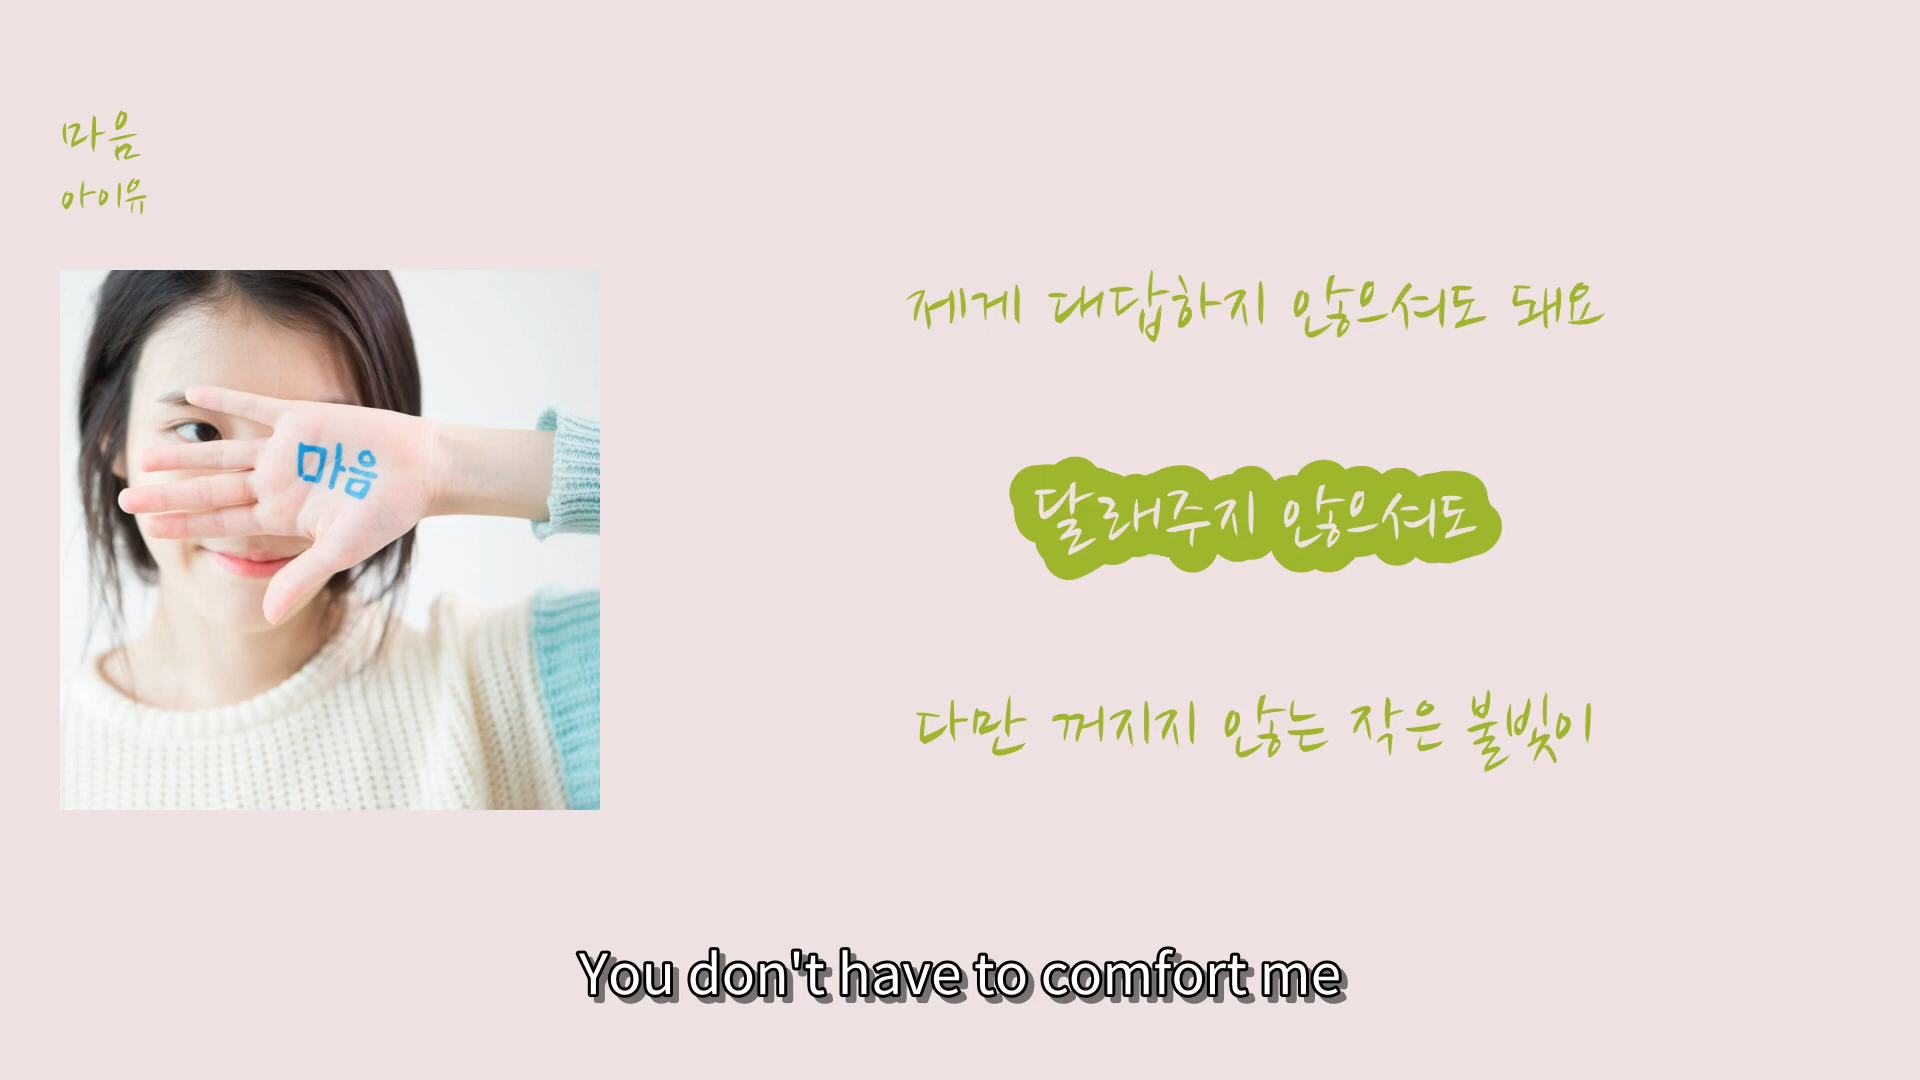 마음
아이유
마음
제게 대답하지 않으셔도 돼요
달래주지 않으셔도
다만 꺼지지 않는 작은 불빛이
You don't have to comfort me